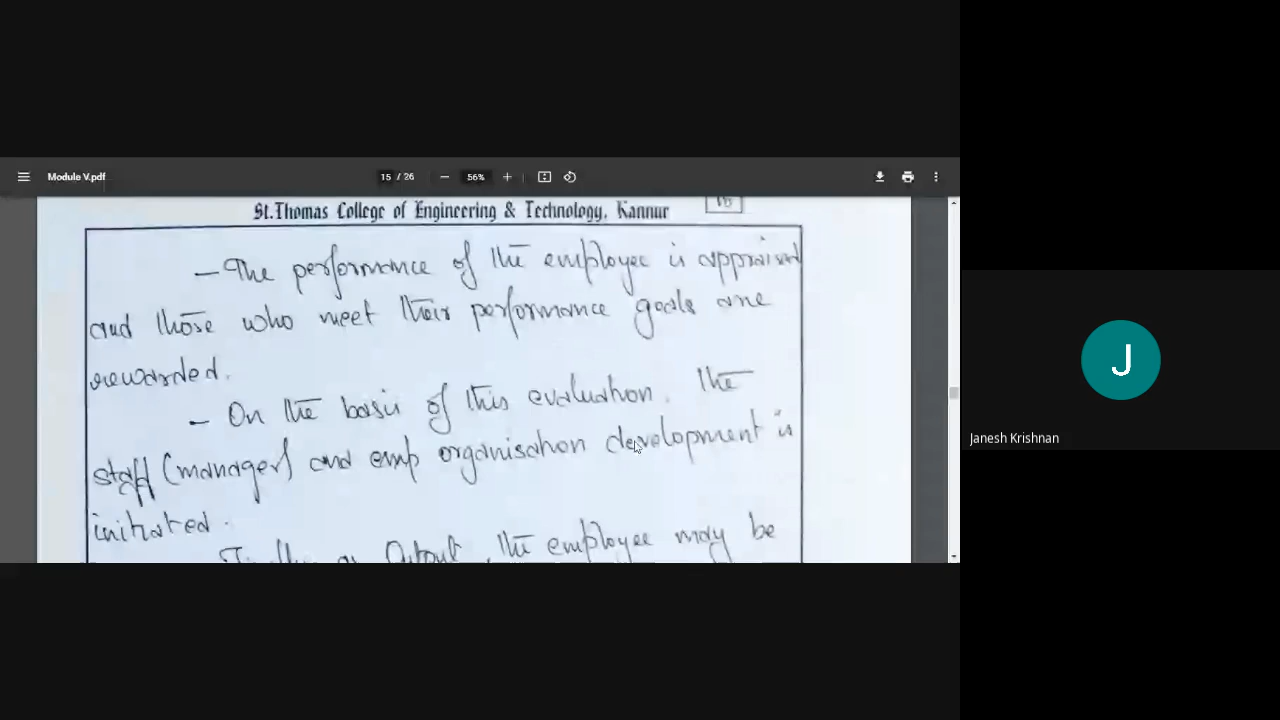 Module V.pdf
15 / 26
56%
St.Thomas College of Engineering & Technology, Kannur
- The performance of the employee is appraised
and those who meet their performance goals are
rewarded.
- On the basis of this evaluation, the
staff (manager) and emp organisation development is
initiated.
Output, the employee may be
J
Janesh Krishnan